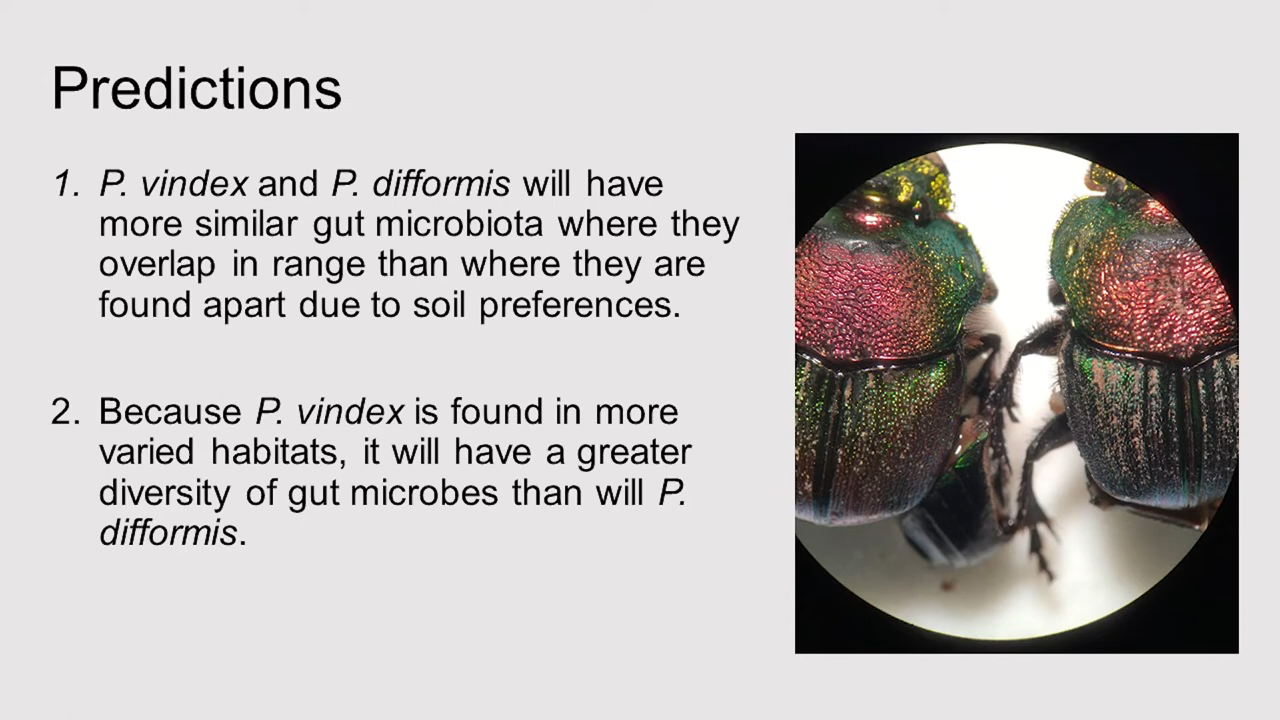 Predictions
1. P. vindex and P. difformis will have
more similar gut microbiota where they
overlap in range than where they are
found apart due to soil preferences.
2. Because P. vindex is found in more
varied habitats, it will have a greater
diversity of gut microbes than will P.
difformis.